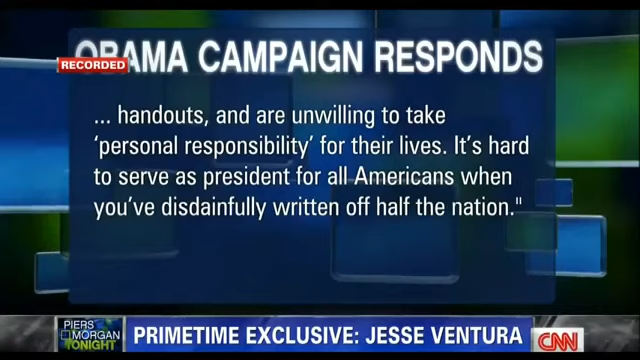 OBAMA CAMPAIGN RESPONDS
RECORDED
... handouts, and are unwilling to take
‘personal responsibility’ for their lives. It’s hard
to serve as president for all Americans when
you’ve disdainfully written off half the nation."
PIERS
MORGAN
TONIGHT
PRIMETIME EXCLUSIVE: JESSE VENTURA
CNN